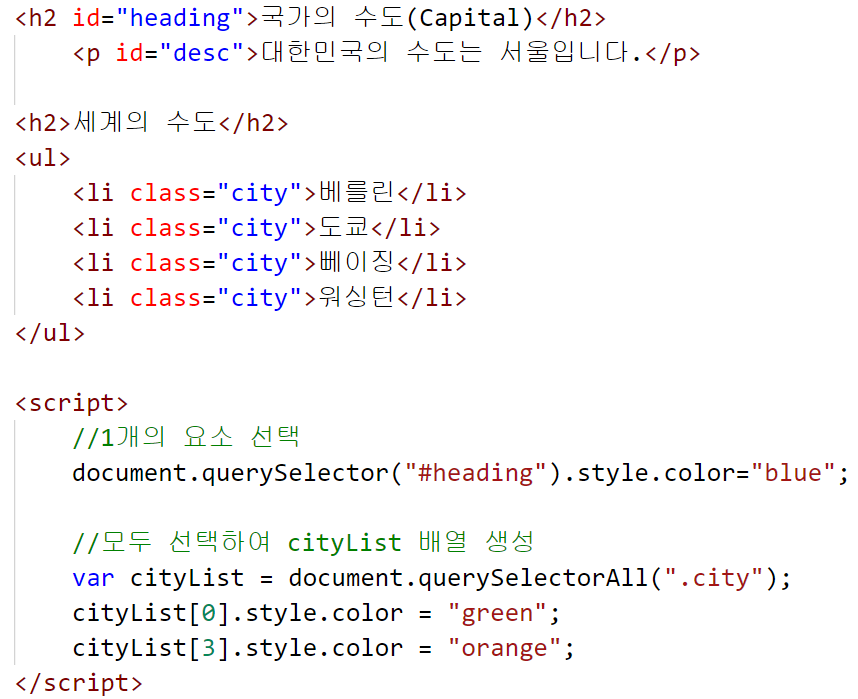 <h2 id="heading">국가의 수도(Capital)</h2>
<p id="desc">대한민국의 수도는 서울입니다.</p>
<h2>세계의 수도</h2>
<ul>
<li class="city">베를린</li>
<li class="city">도쿄</li>
<li class="city">뻬이징</li>
<li class="city">워싱턴</li>
</ul>
<script>
//1개의 요소 선택
document.querySelector("#heading").style.color="blue";
//모두 선택하여 cityList 배열 생성
var cityList = document.querySelectorAll(".city");
cityList[0].style.color = "green";
cityList[3].style.color = "orange";
</script>